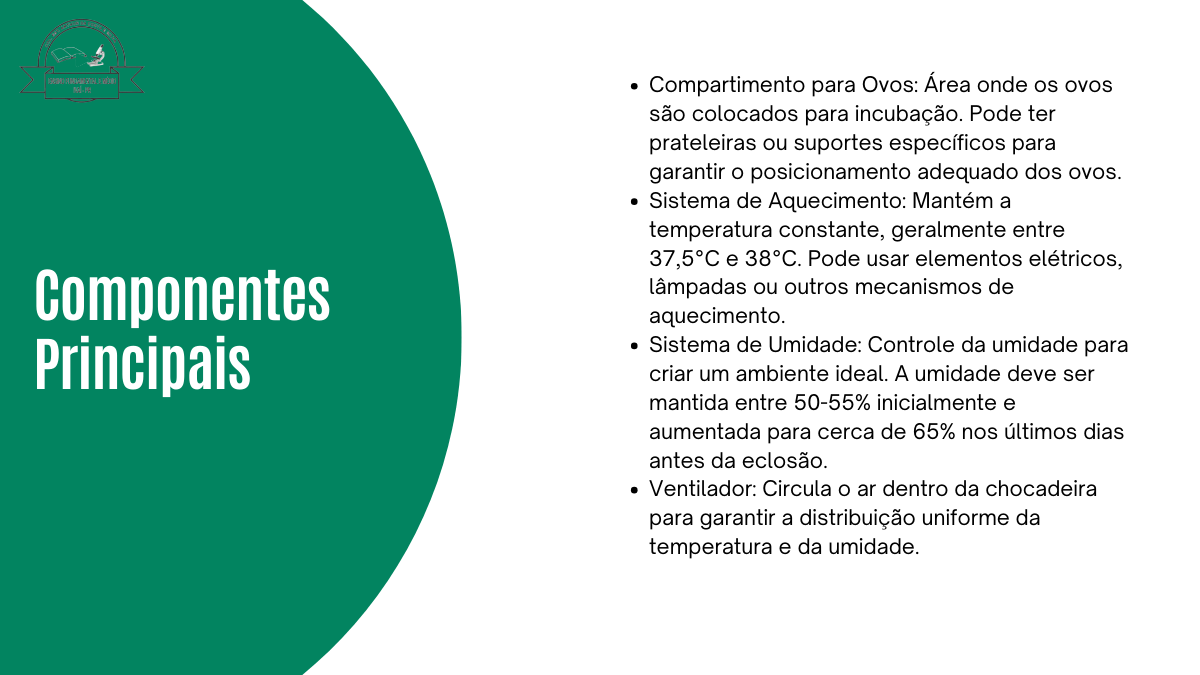 Componentes
Principais
• Compartimento para Ovos: Área onde os ovos
são colocados para incubação. Pode ter
prateleiras ou suportes específicos para
garantir o posicionamento adequado dos ovos.
• Sistema de Aquecimento: Mantém a
temperatura constante, geralmente entre
37,5°C e 38°C. Pode usar elementos elétricos,
lâmpadas ou outros mecanismos de
aquecimento.
• Sistema de Umidade: Controle da umidade para
criar um ambiente ideal. A umidade deve ser
mantida entre 50-55% inicialmente e
aumentada para cerca de 65% nos últimos dias
antes da eclosão.
• Ventilador: Circula o ar dentro da chocadeira
para garantir a distribuição uniforme da
temperatura e da umidade.